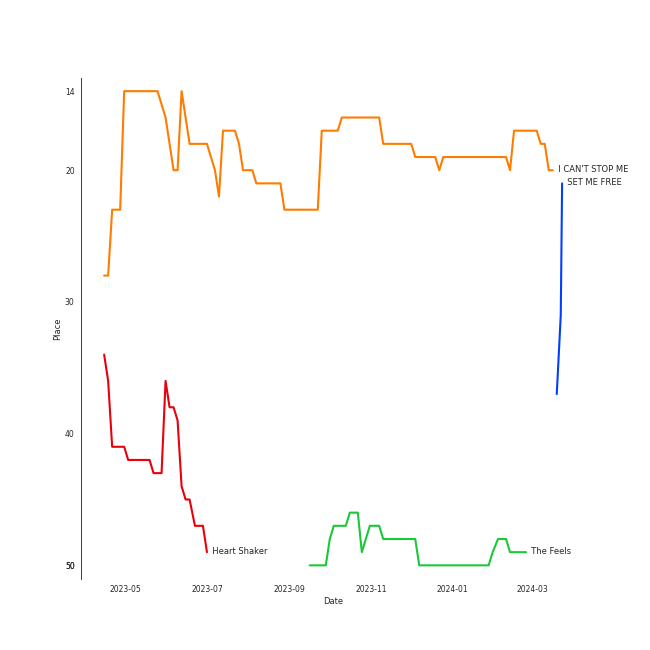 14
20
30
40
50
Place
I CAN'T STOP ME
SET ME FREE
Heart Shaker
The Feels
2023-05
2023-07
2023-09
2023-11
2024-01
2024-03
Date